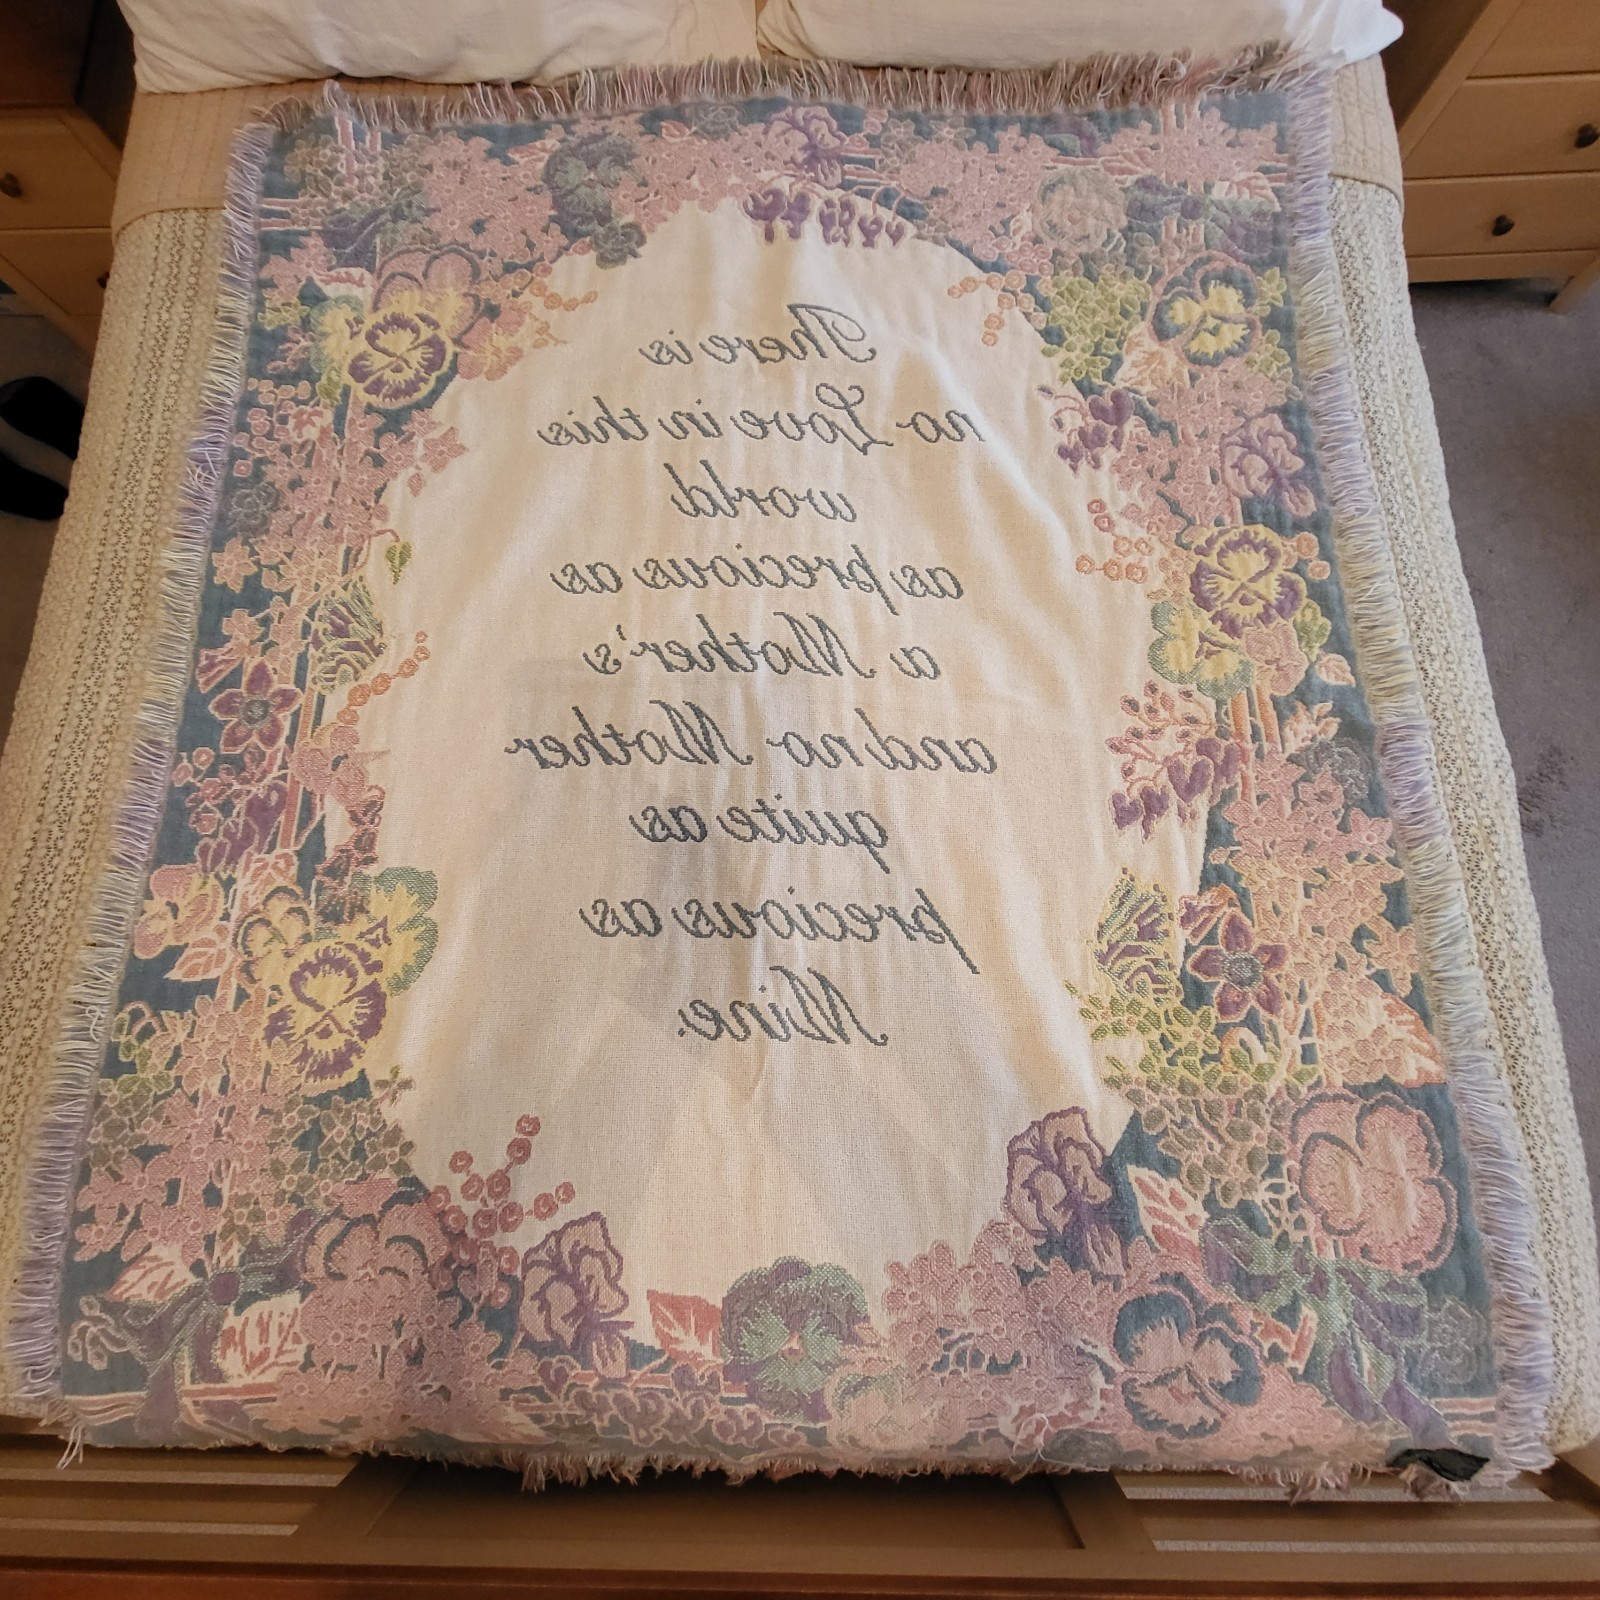 There is
no Love in this
world
as precious as
a Mother's
and no Mother
quite as
precious as
Mine.